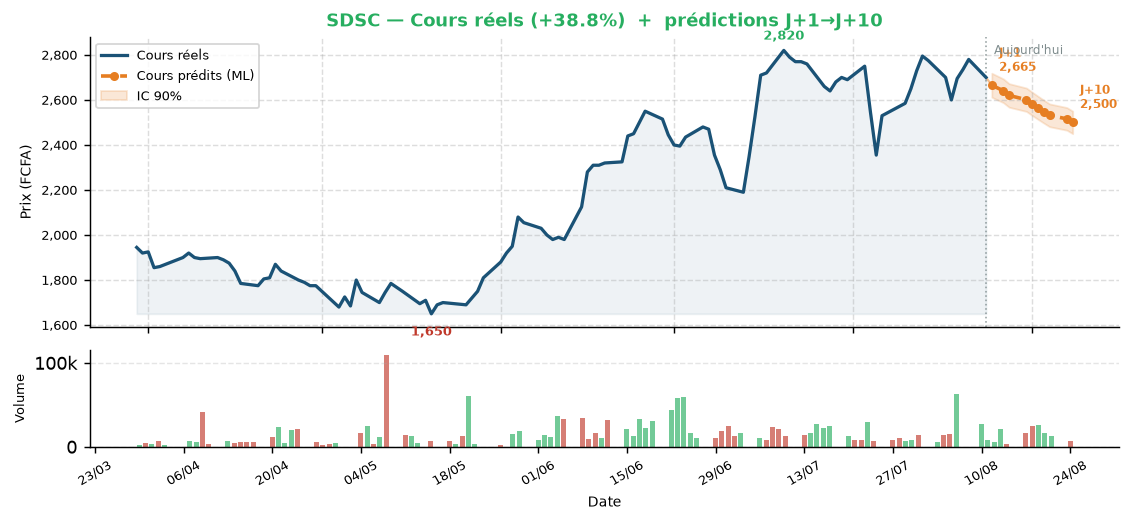 SDSC — Cours réels (+38.8%)  +  prédictions J+1→J+10
2,820
Aujourd'hui
J+1
2,665
J+10
2,500
Cours réels
Cours prédits (ML)
IC 90%
Prix (FCFA)
2,800
2,600
2,400
2,200
2,000
1,800
1,600
1,650
Volume
100k
0
23/03
06/04
20/04
04/05
18/05
01/06
15/06
29/06
13/07
27/07
10/08
24/08
Date